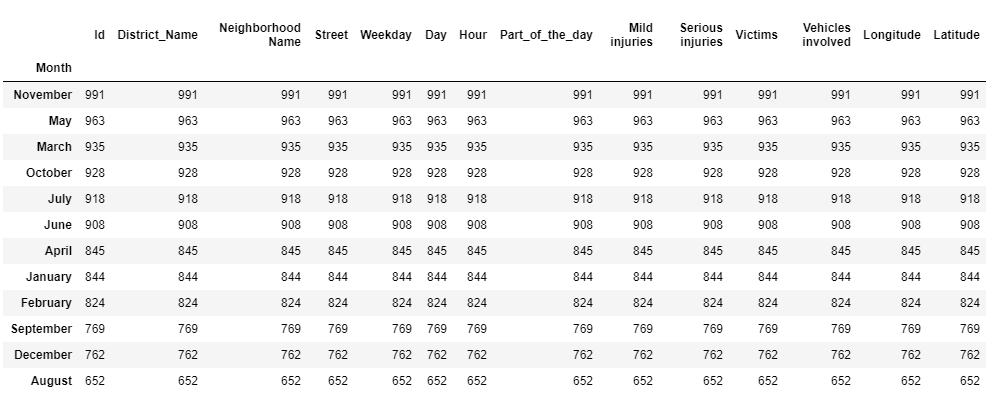 Id District_Name Neighborhood Name Street Weekday Day Hour Part_of_the_day Mild injuries Serious injuries Victims Vehicles involved Longitude Latitude
Month
November 991 991 991 991 991 991 991 991 991 991 991 991 991 991
May 963 963 963 963 963 963 963 963 963 963 963 963 963 963
March 935 935 935 935 935 935 935 935 935 935 935 935 935 935
October 928 928 928 928 928 928 928 928 928 928 928 928 928 928
July 918 918 918 918 918 918 918 918 918 918 918 918 918 918
June 908 908 908 908 908 908 908 908 908 908 908 908 908 908
April 845 845 845 845 845 845 845 845 845 845 845 845 845 845
January 844 844 844 844 844 844 844 844 844 844 844 844 844 844
February 824 824 824 824 824 824 824 824 824 824 824 824 824 824
September 769 769 769 769 769 769 769 769 769 769 769 769 769 769
December 762 762 762 762 762 762 762 762 762 762 762 762 762 762
August 652 652 652 652 652 652 652 652 652 652 652 652 652 652